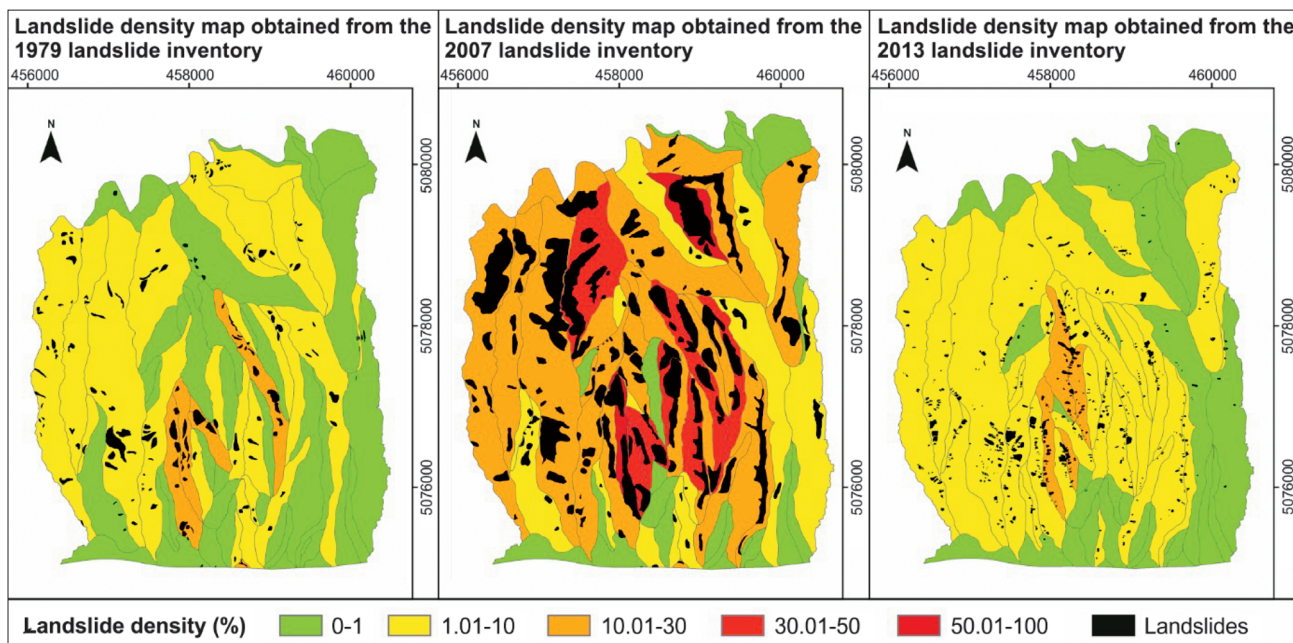 Landslide density map obtained from the
1979 landslide inventory
456000 458000 460000
N
5080000
5078000
5076000
Landslide density map obtained from the
2007 landslide inventory
456000 458000 460000
N
5080000
5078000
5076000
Landslide density map obtained from the
2013 landslide inventory
456000 458000 460000
N
5080000
5078000
5076000
Landslide density (%) 0-1 1.01-10 10.01-30 30.01-50 50.01-100 Landslides